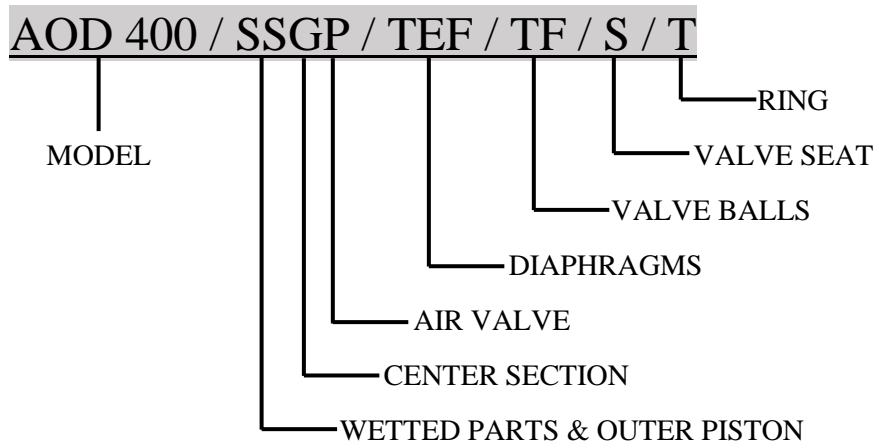 AOD 400 / SSGP / TEF / TF / S / T
RING
MODEL
VALVE SEAT
VALVE BALLS
DIAPHRAGMS
AIR VALVE
CENTER SECTION
WETTED PARTS & OUTER PISTON